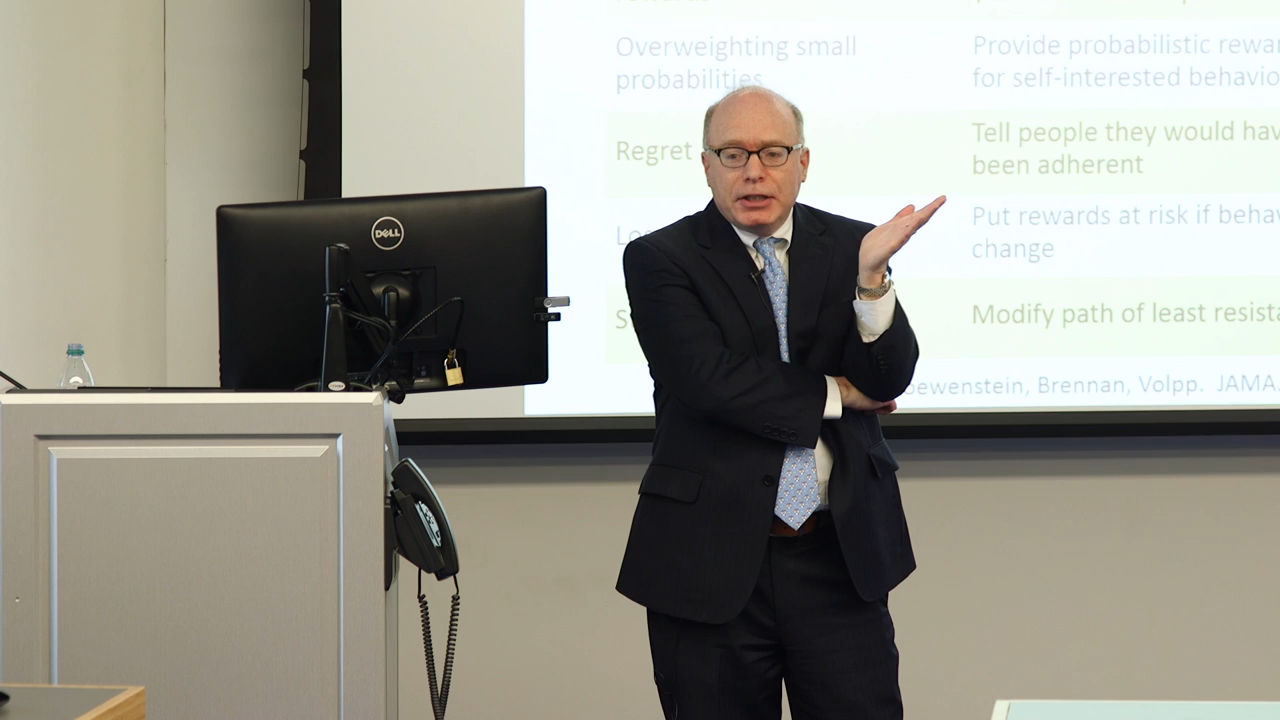 Overweighting small
probabilities
Provide probabilistic rewar
for self-interested behavio
Regret
Tell people they would hav
been adherent
Put rewards at risk if behav
change
Modify path of least resista
oewenstein, Brennan, Volpp. JAMA.
DELL